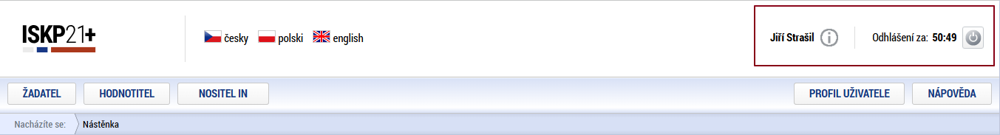 ISKP21+
česky polski english
Jiří Strašil
Odhlášení za: 50:49
ŽADATEL HODNOTITEL NOSITEL IN PROFIL UŽIVATELE NÁPOVĚDA
Nacházíte se: Nástěnka